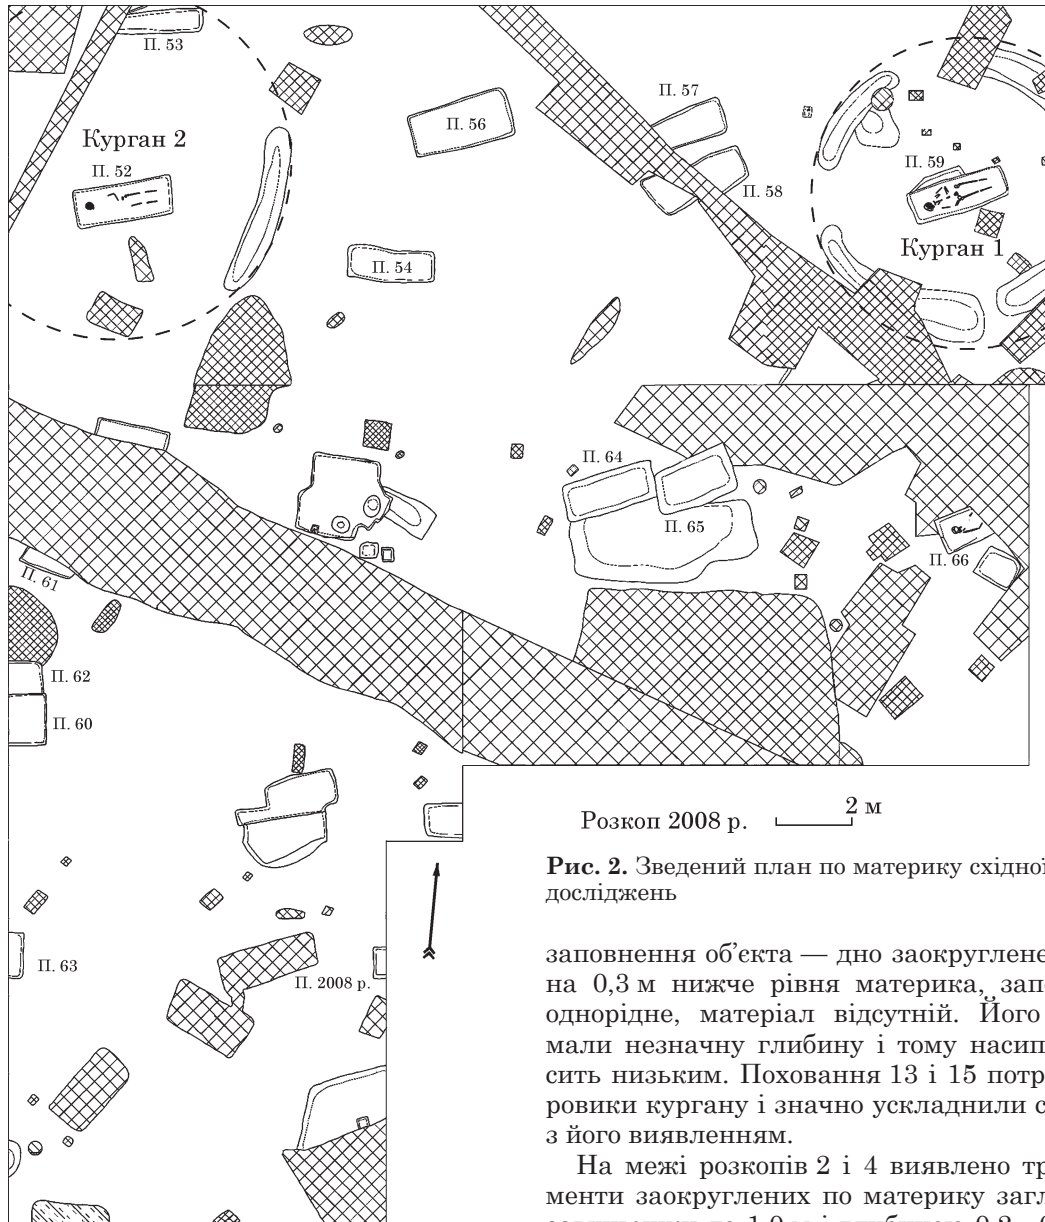 П. 53
П. 57
П. 56
Курган 2
П. 52
П. 59
П. 58
Курган 1
П. 54
П. 64
П. 65
П. 66
П. 61
П. 62
П. 60
2 м
Розкоп 2008 р.
Рис. 2. Зведений план по материку східної
досліджень
заповнення об’єкта — дно заокруглене
на 0,3 м нижче рівня материка, запо
П. 63
П. 2008 р.
однорідне, матеріал відсутній. Його
мали незначну глибину і тому насип
сить низьким. Поховання 13 і 15 потр
ровики кургану і значно ускладнили с
з його виявленням.
На межі розкопів 2 і 4 виявлено тр
менти заокруглених по материку загл